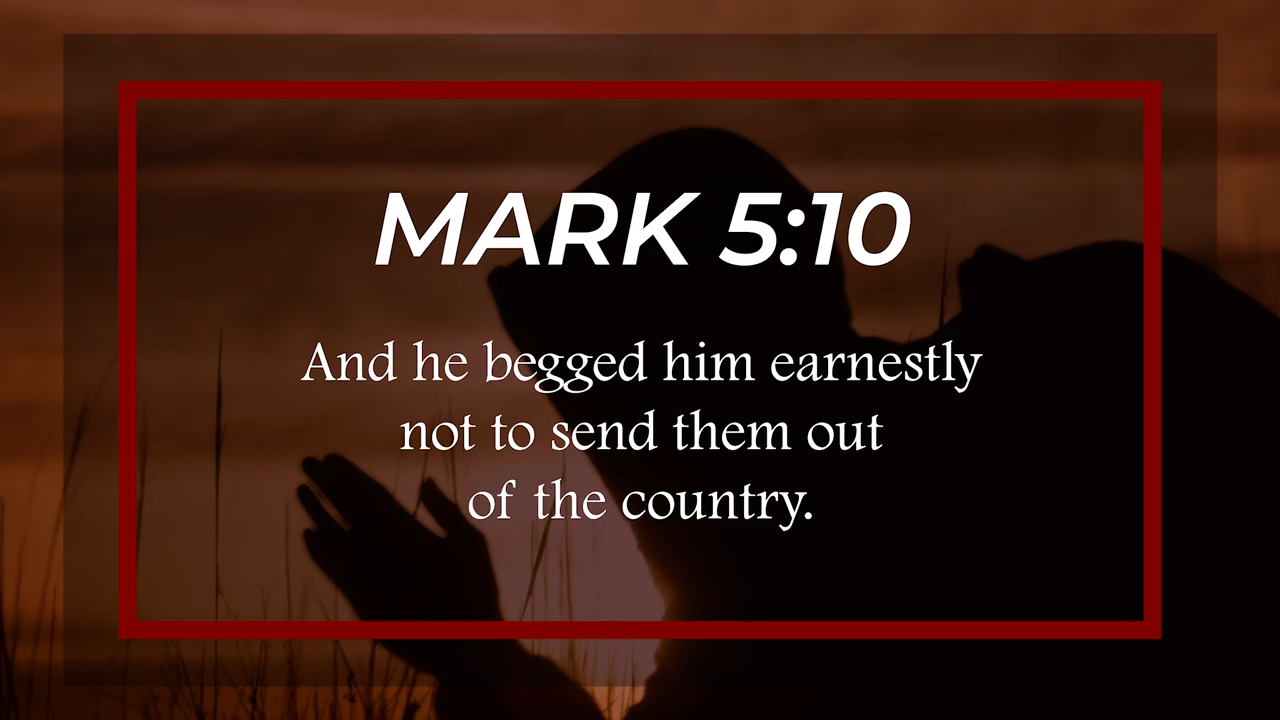 MARK 5:10
And he begged him earnestly
not to send them out
of the country.